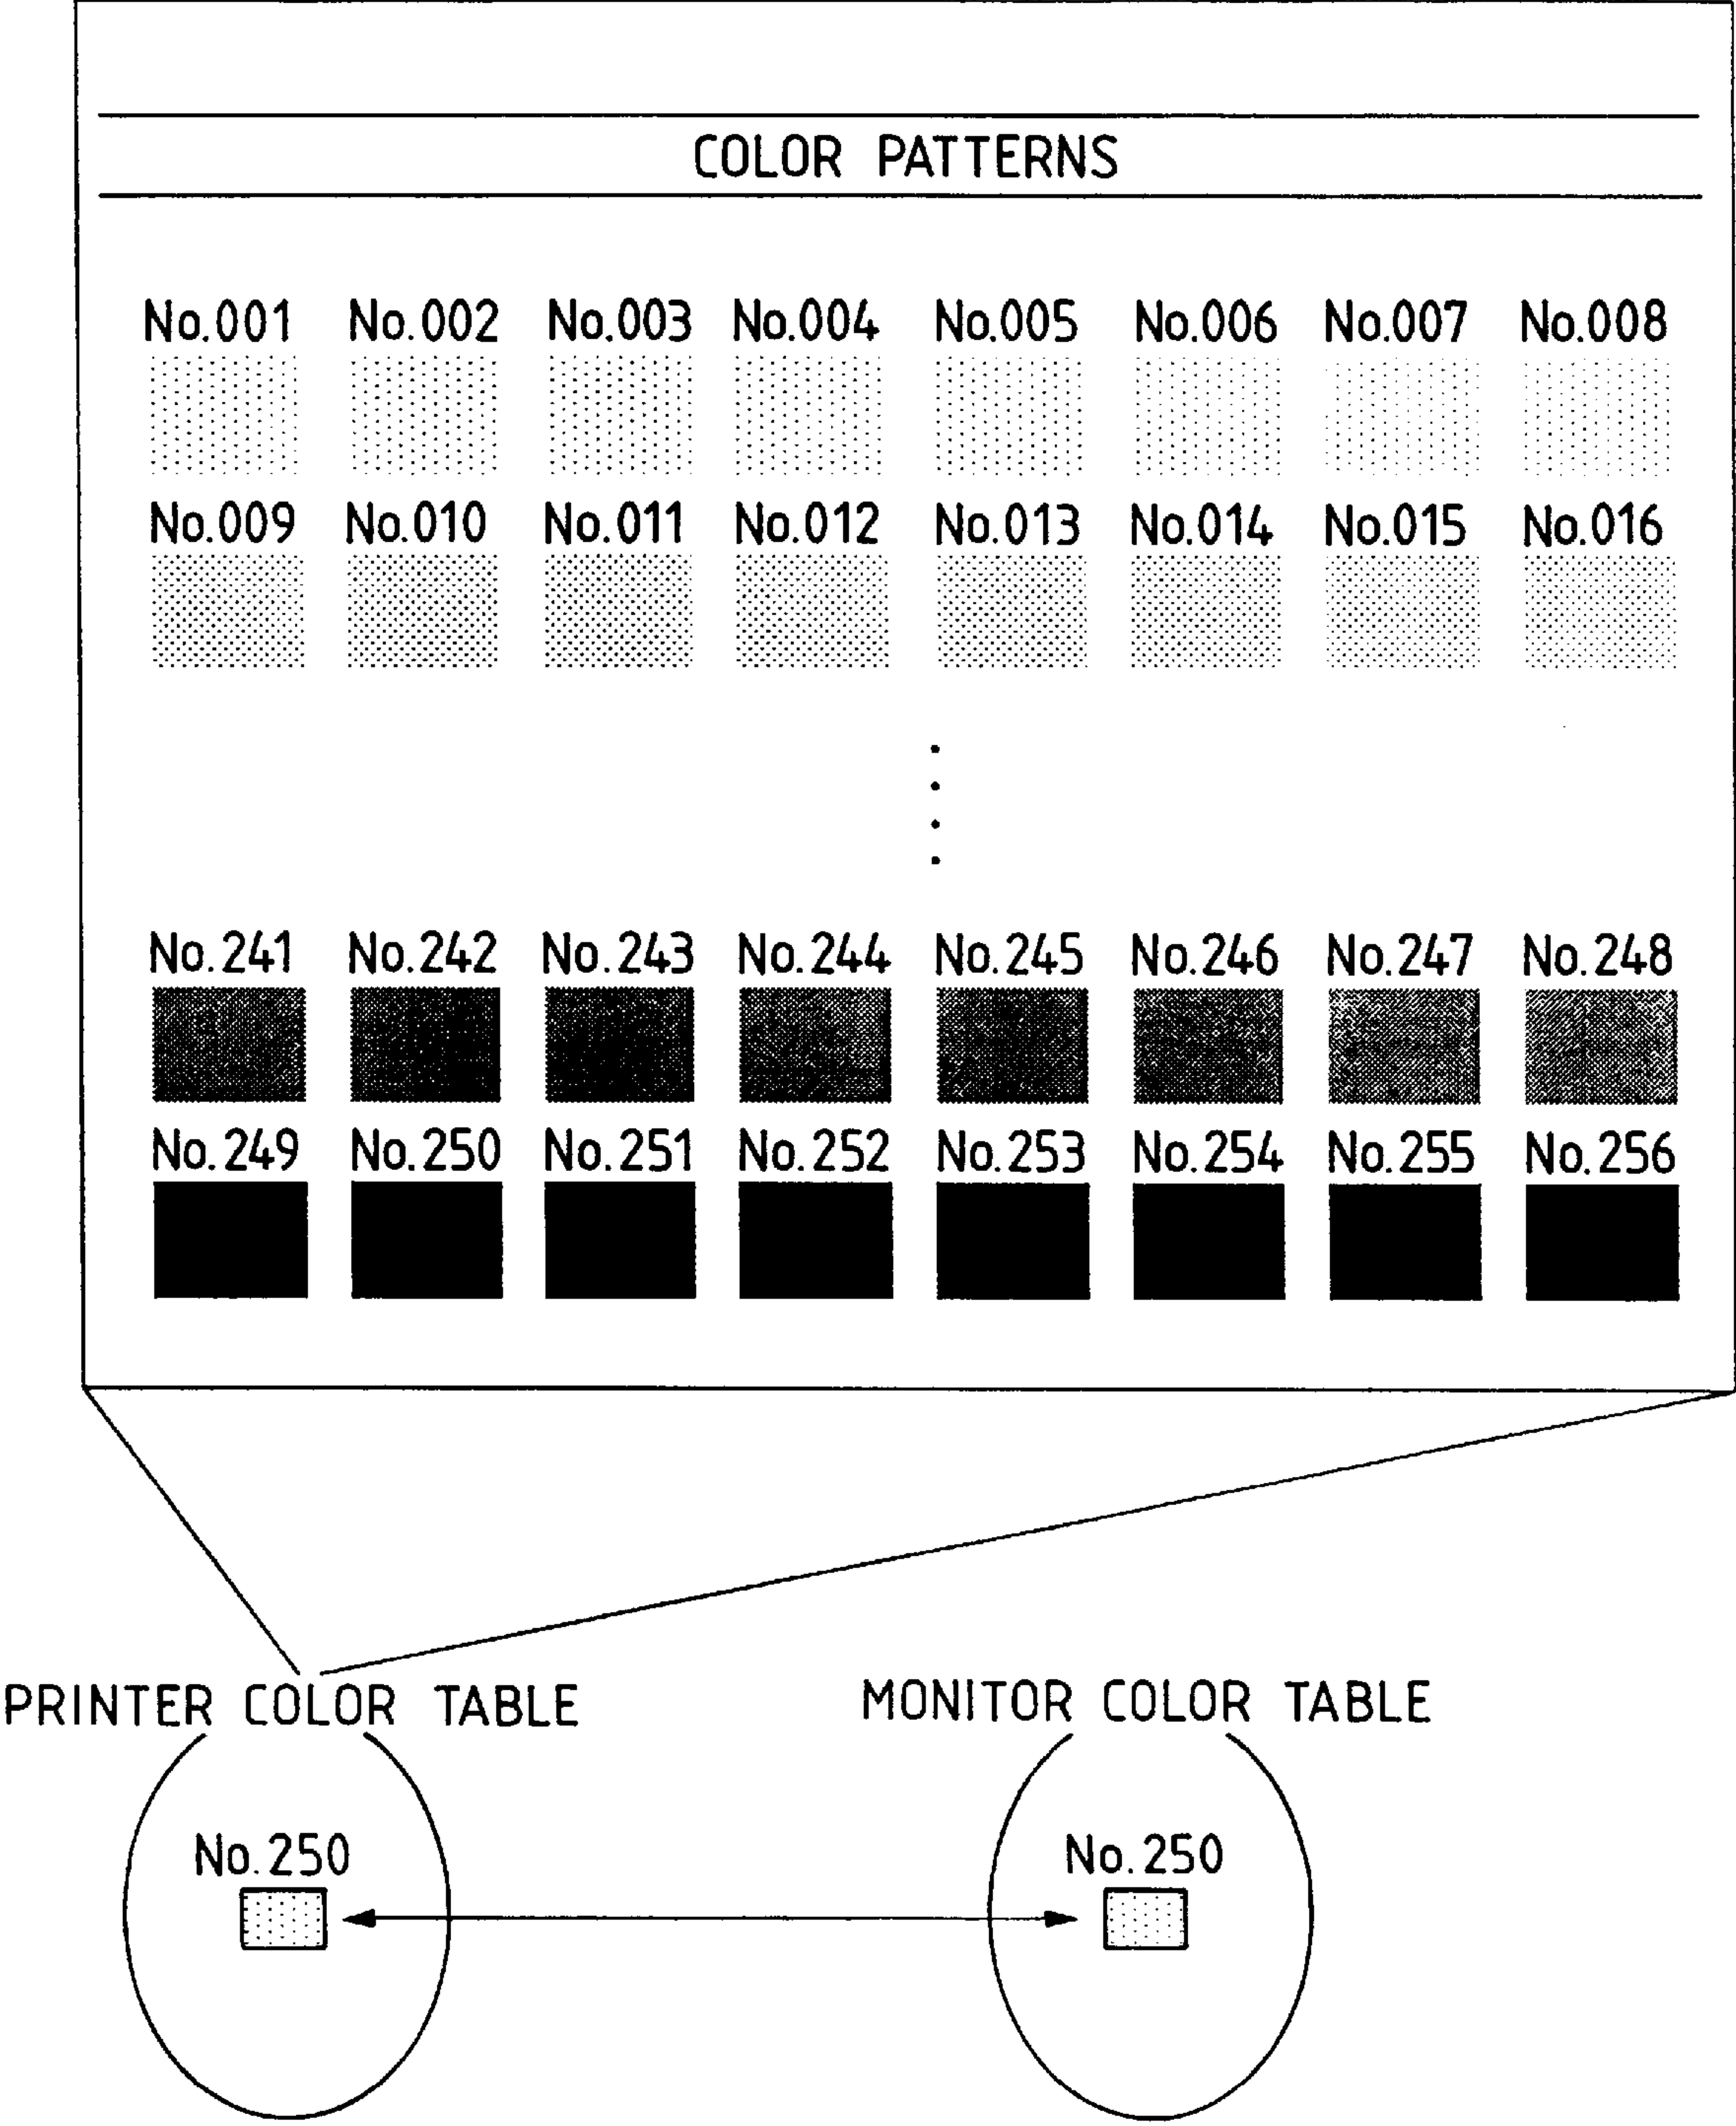 COLOR PATTERNS
No.001 No.002 No.003 No.004 No.005 No.006 No.007 No.008
No.009 No.010 No.011 No.012 No.013 No.014 No.015 No.016
No.241 No.242 No.243 No.244 No.245 No.246 No.247 No.248
No.249 No.250 No.251 No.252 No.253 No.254 No.255 No.256
PRINTER COLOR TABLE MONITOR COLOR TABLE
No.250 No.250